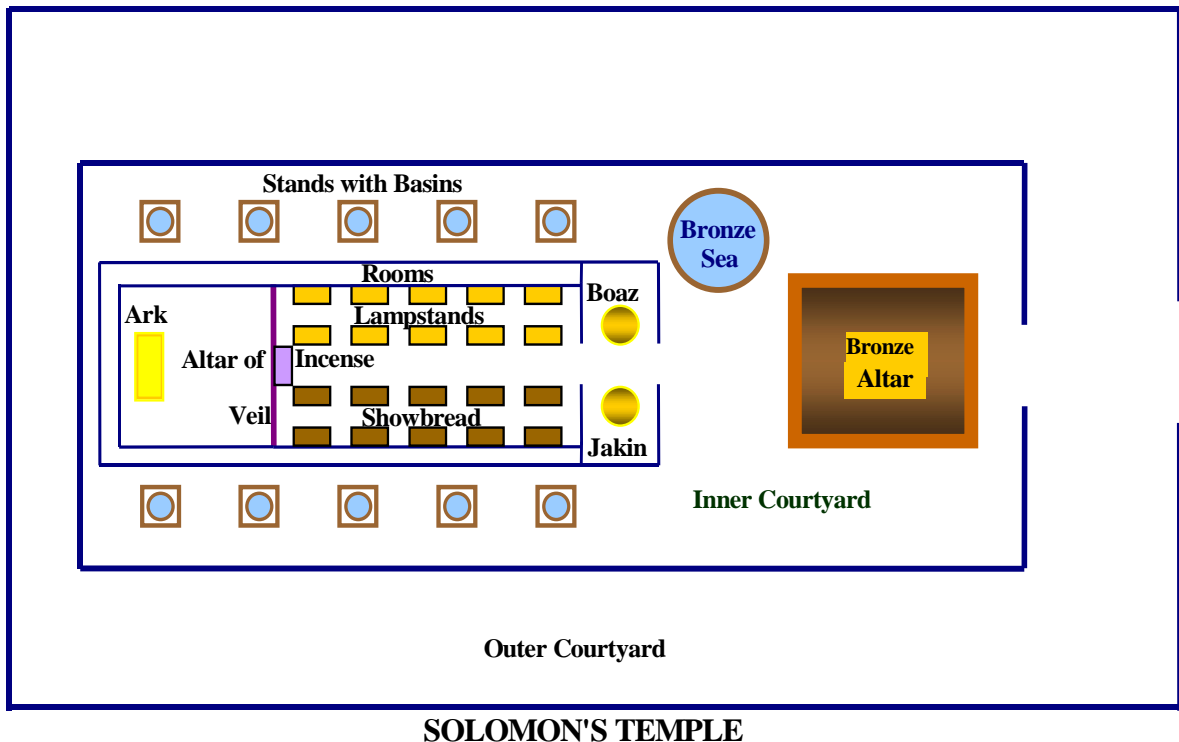 Stands with Basins
Bronze
Sea
Rooms
Boaz
Ark
Lampstands
Bronze
Altar
Altar of Incense
Veil
Showbread
Jakin
Inner Courtyard
Outer Courtyard
SOLOMON'S TEMPLE